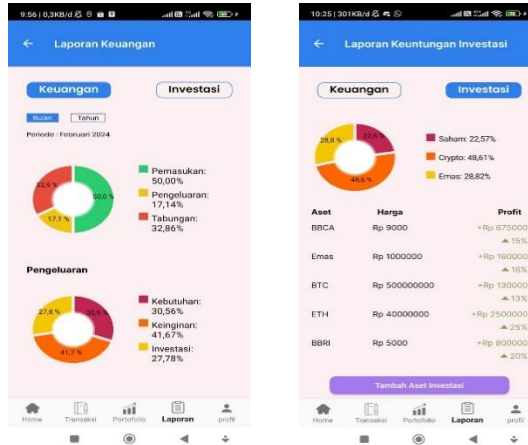 9:56 | 0,3KB/d
Laporan Keuangan
Keuangan
Investasi
Bulan
Tahun
Periode : Februari 2024
32,9 %
50,0 %
17,1 %
Pemasukan:
50,00%
Pengeluaran:
17,14%
Tabungan:
32,86%
Pengeluaran
27,8 %
30,6 %
41,7 %
Kebutuhan:
30,56%
Keinginan:
41,67%
Investasi:
27,78%
Home
Transaksi
Portofolio
Laporan
profil
10:25 | 301KB/d
Laporan Keuntungan Investasi
Keuangan
Investasi
28,8 %
22,6 %
48,6 %
Saham: 22,57%
Crypto: 48,61%
Emas: 28,82%
Aset Harga Profit
BBCA Rp 9000 +Rp 675000
15%
Emas Rp 1000000 +Rp 160000
16%
BTC Rp 500000000 +Rp 130000
13%
ETH Rp 40000000 +Rp 2500000
25%
BBRI Rp 5000 +Rp 800000
20%
Tambah Aset Investasi
Home
Transaksi
Portofolio
Laporan
profil